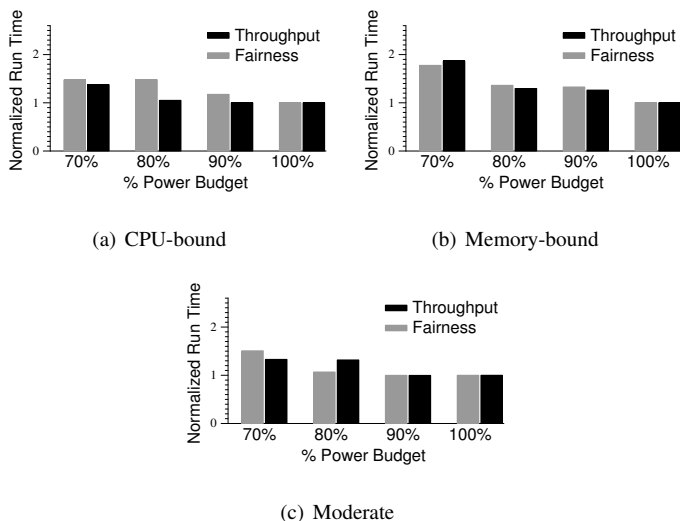 Normalized Run Time
2
1
0
Throughput
Fairness
70% 80% 90% 100%
% Power Budget
(a) CPU-bound
Normalized Run Time
2
1
0
Throughput
Fairness
70% 80% 90% 100%
% Power Budget
(b) Memory-bound
Normalized Run Time
2
1
0
Throughput
Fairness
70% 80% 90% 100%
% Power Budget
(c) Moderate